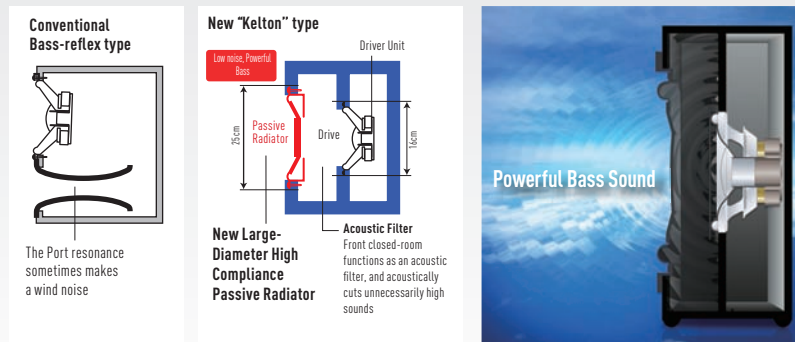 Conventional
Bass-reflex type
The Port resonance
sometimes makes
a wind noise
New “Kelton” type
Low noise, Powerful
Bass
Driver Unit
25cm
Passive
Radiator
Drive
16cm
New Large-
Diameter High
Compliance
Passive Radiator
Acoustic Filter
Front closed-room
functions as an acoustic
filter, and acoustically
cuts unnecessarily high
sounds
Powerful Bass Sound